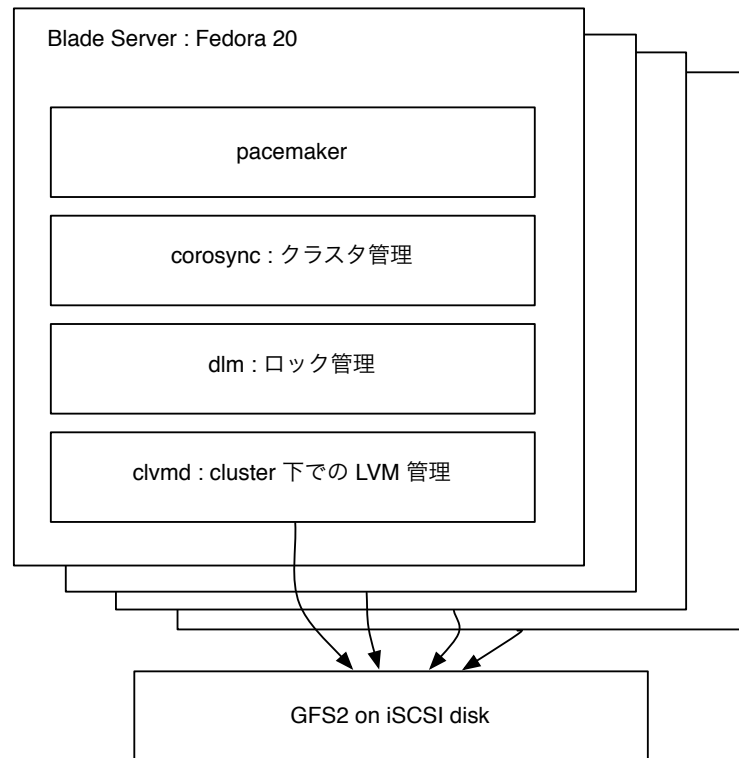 Blade Server : Fedora 20
pacemaker
corosync : クラスタ管理
dlm : ロック管理
clvmd : cluster 下での LVM 管理
GFS2 on iSCSI disk